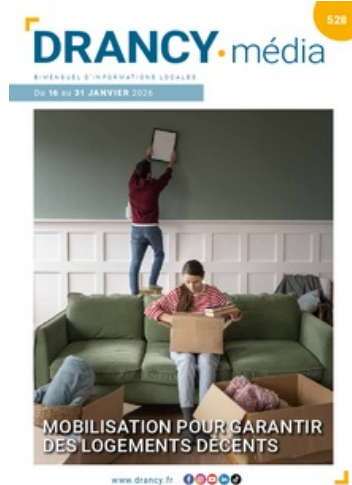 528
DRANCY•média
BIMENSUEL D'INFORMATIONS LOCALES
Du 16 au 31 JANVIER 2026
MOBILISATION POUR GARANTIR
DES LOGEMENTS DÉCENTS
www.drancy.fr